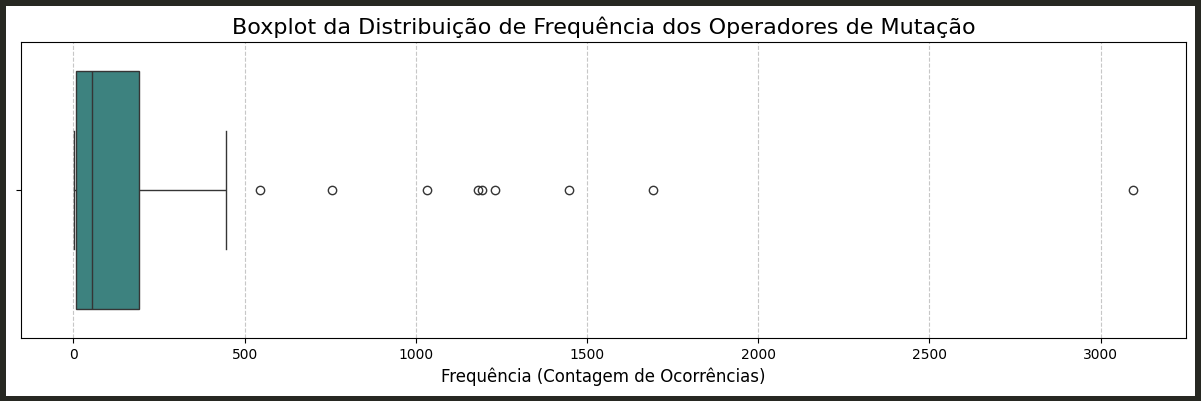 Boxplot da Distribuição de Frequência dos Operadores de Mutação
0 500 1000 1500 2000 2500 3000
Frequência (Contagem de Ocorrências)